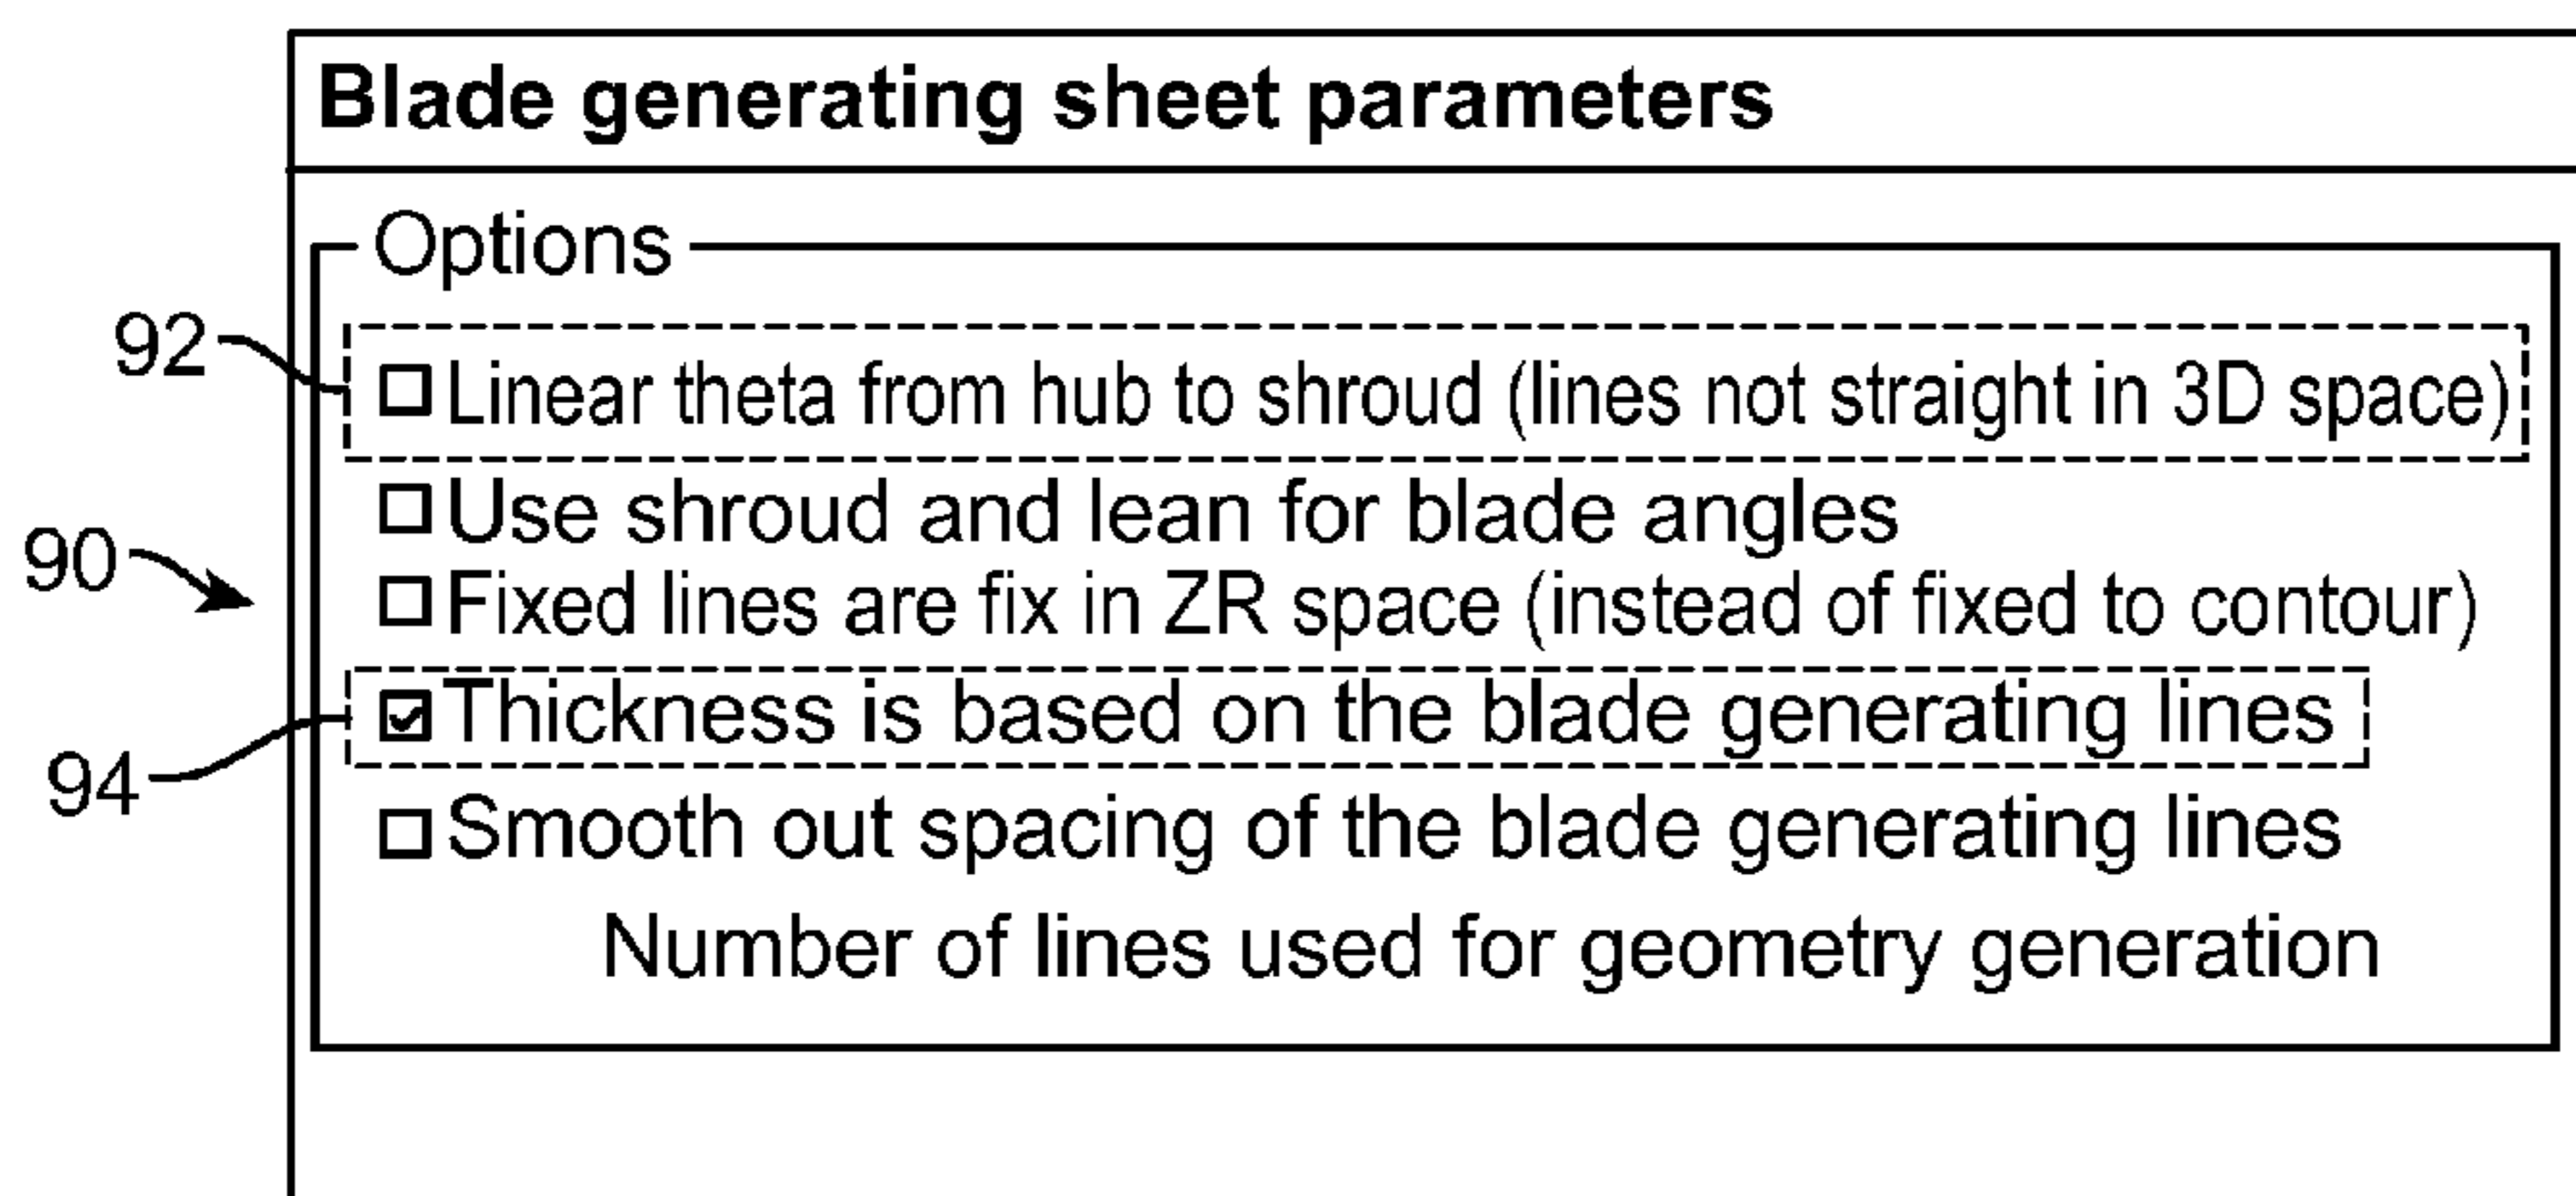 Blade generating sheet parameters
Options
92
Linear theta from hub to shroud (lines not straight in 3D space)
Use shroud and lean for blade angles
90
Fixed lines are fix in ZR space (instead of fixed to contour)
Thickness is based on the blade generating lines
94
Smooth out spacing of the blade generating lines
Number of lines used for geometry generation